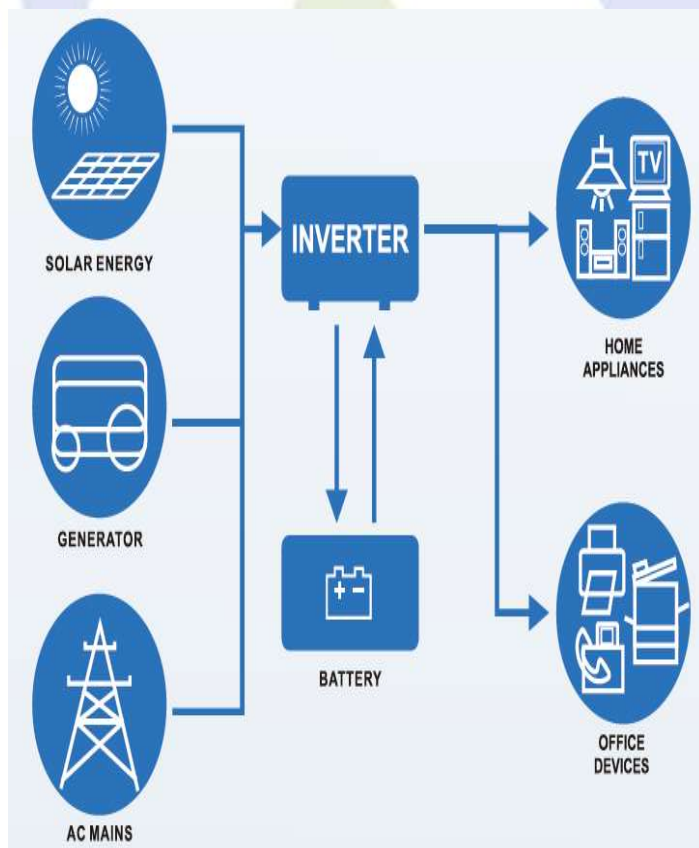 SOLAR ENERGY
GENERATOR
AC MAINS
INVERTER
+ -
BATTERY
TV
HOME
APPLIANCES
OFFICE
DEVICES